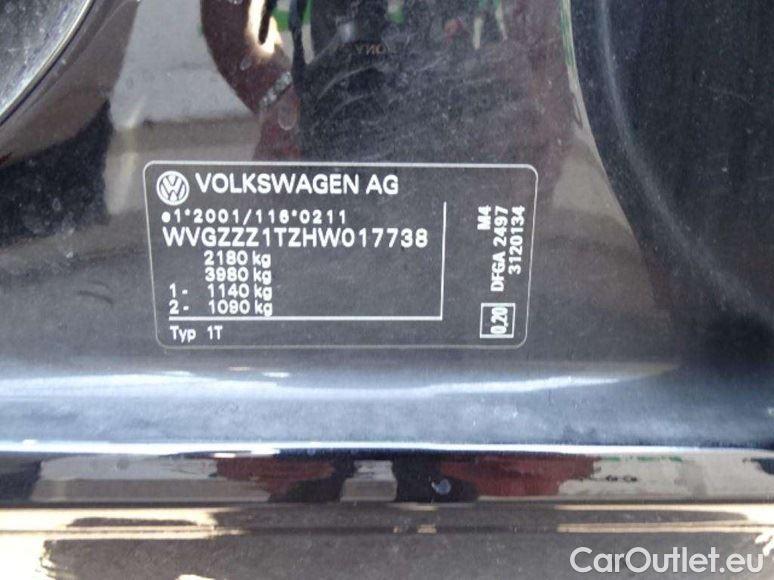 VOLKSWAGEN AG
e1*2001/116*0211
WVGZZZ1TZHW017738
2180 kg
3980 kg
1- 1140 kg
2- 1090 kg
Typ 1T
M4
DFGA 2497
3120134
0,20
CarOutlet.eu